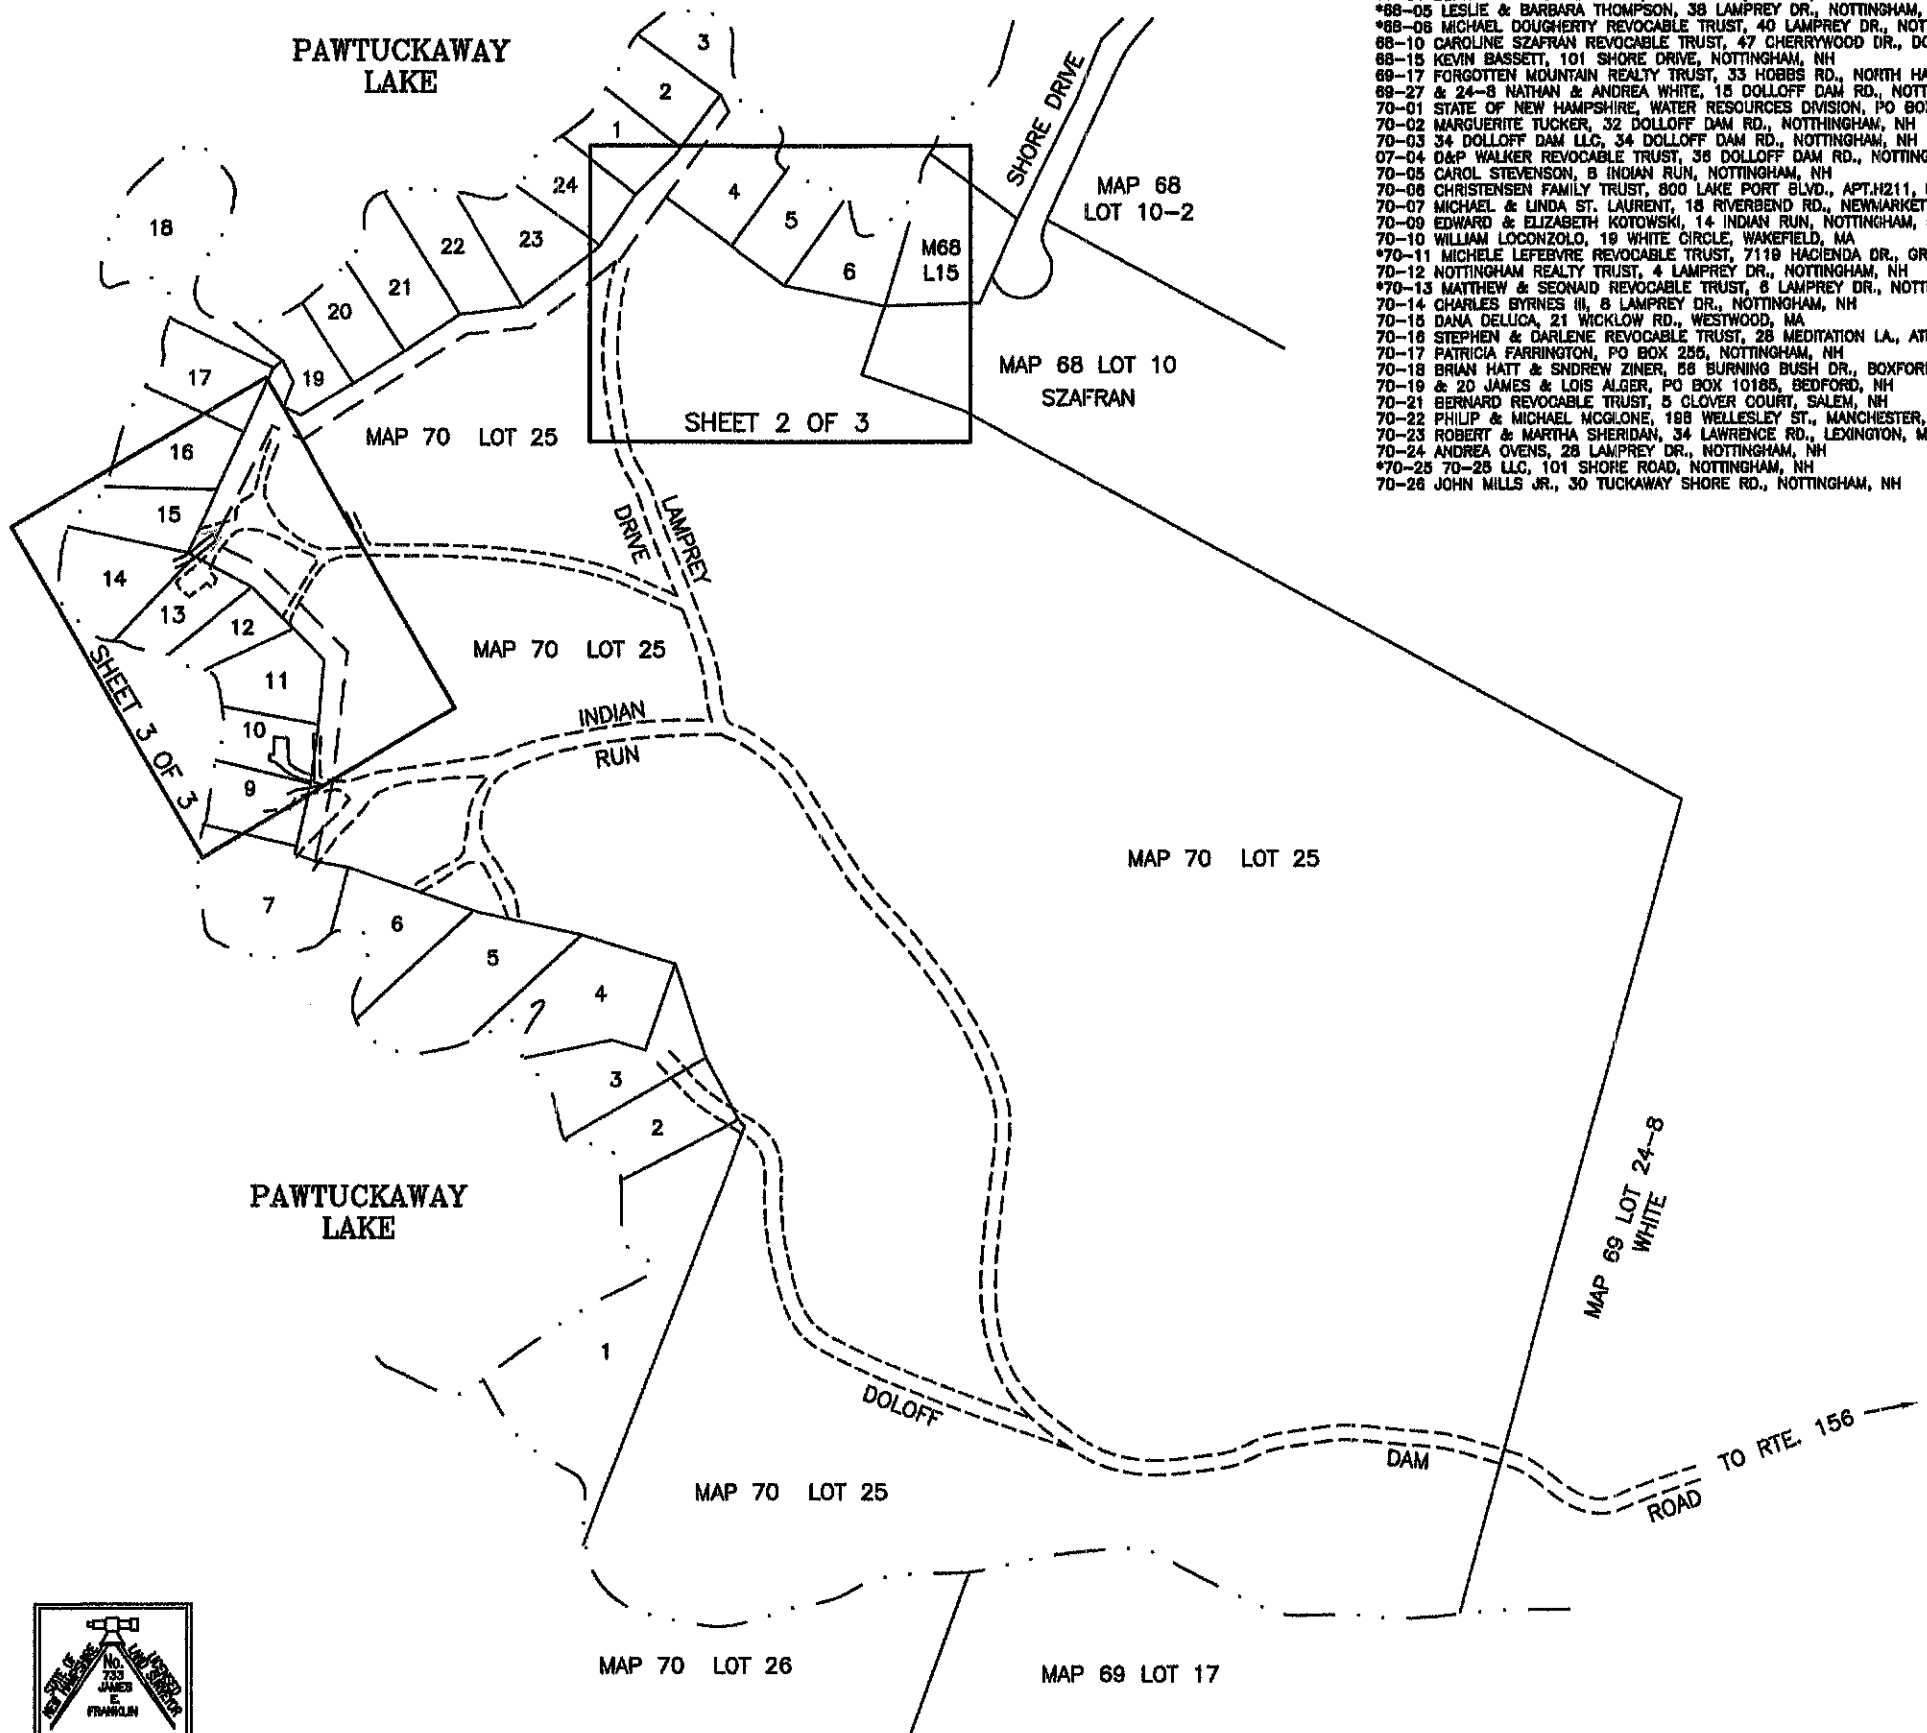 *68-05 LESLIE & BARBARA THOMPSON, 38 LAMPREY DR., NOTTINGHAM,
*68-06 MICHAEL DOUGHERTY REVOCABLE TRUST, 40 LAMPREY DR.,
68-10 CAROLINE SZAFRAN REVOCABLE TRUST, 47 CHERRYWOOD DR.,
68-15 KEVIN BASSETT, 101 SHORE DRIVE, NOTTINGHAM, NH
69-17 FORGOTTEN MOUNTAIN REALTY TRUST, 33 HOBBS RD., NORTH
69-27 & 24-8 NATHAN & ANDREA WHITE, 15 DOLLOFF DAM RD.,
70-01 STATE OF NEW HAMPSHIRE, WATER RESOURCES DIVISION, PO BOX
70-02 MARGUERITE TUCKER, 32 DOLLOFF DAM RD., NOTTHINGHAM, NH
70-03 34 DOLLOFF DAM LLC, 34 DOLLOFF DAM RD., NOTTINGHAM, NH
07-04 D&P WALKER REVOCABLE TRUST, 36 DOLLOFF DAM RD.,
70-05 CAROL STEVENSON, 8 INDIAN RUN, NOTTINGHAM, NH
70-06 CHRISTENSEN FAMILY TRUST, 800 LAKE PORT BLVD., APT.H211,
70-07 MICHAEL & LINDA ST. LAURENT, 18 RIVERBEND RD., NEWMARKET
70-09 EDWARD & ELIZABETH KOTOWSKI, 14 INDIAN RUN, NOTTINGHAM,
70-10 WILLIAM LOCONZOLO, 19 WHITE CIRCLE, WAKEFIELD, MA
*70-11 MICHELE LEFEBVRE REVOCABLE TRUST, 7119 HACIENDA DR.,
70-12 NOTTINGHAM REALTY TRUST, 4 LAMPREY DR., NOTTINGHAM, NH
*70-13 MATTHEW & SEONAID REVOCABLE TRUST, 6 LAMPREY DR.,
70-14 CHARLES BYRNES III, 8 LAMPREY DR., NOTTINGHAM, NH
70-15 DANA DELUCA, 21 WICKLOW RD., WESTWOOD, MA
70-16 STEPHEN & DARLENE REVOCABLE TRUST, 28 MEDITATION LA.,
70-17 PATRICIA FARRINGTON, PO BOX 255, NOTTINGHAM, NH
70-18 BRIAN HATT & SNDREW ZINER, 56 BURNING BUSH DR., BOXFORD
70-19 & 20 JAMES & LOIS ALGER, PO BOX 10185, BEDFORD, NH
70-21 BERNARD REVOCABLE TRUST, 5 CLOVER COURT, SALEM, NH
70-22 PHILIP & MICHAEL MCGLONE, 198 WELLESLEY ST., MANCHESTER,
70-23 ROBERT & MARTHA SHERIDAN, 34 LAWRENCE RD., LEXINGTON,
70-24 ANDREA OVENS, 28 LAMPREY DR., NOTTINGHAM, NH
*70-25 70-25 LLC, 101 SHORE ROAD, NOTTINGHAM, NH
70-26 JOHN MILLS JR., 30 TUCKAWAY SHORE RD., NOTTINGHAM, NH
PAWTUCKAWAY
LAKE
3
2
1
24
23
22
21
20
19
18
17
16
15
14
13
12
11
10
9
7
6
5
4
3
2
1
4
5
6
M68
L15
SHORE DRIVE
MAP 68
LOT 10-2
MAP 68 LOT 10
SZAFRAN
SHEET 2 OF 3
MAP 70 LOT 25
LAMPREY
DRIVE
MAP 70 LOT 25
SHEET 3 OF 3
INDIAN
RUN
MAP 70 LOT 25
PAWTUCKAWAY
LAKE
MAP 69 LOT 24-8
WHITE
DOLOFF
DAM
ROAD
TO RTE. 156
MAP 70 LOT 25
MAP 70 LOT 26
MAP 69 LOT 17
STATE OF
NEW HAMPSHIRE
LICENSED
LAND SURVEYOR
No.
733
JAMES
E.
FRANKLIN